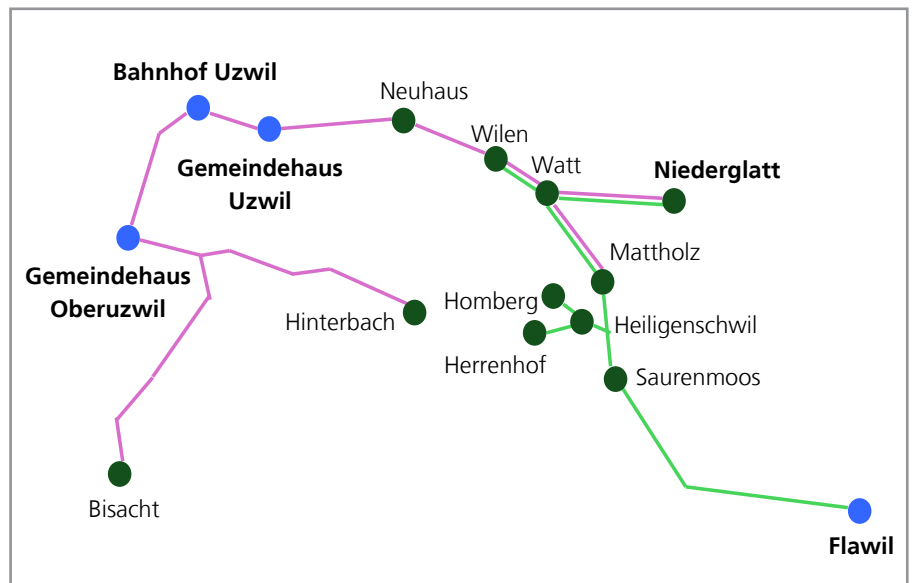 Bahnhof Uzwil
Neuhaus
Wilen
Gemeindehaus
Uzwil
Watt
Niederglatt
Mattholz
Gemeindehaus
Oberuzwil
Homberg
Hinterbach
Heiligenschwil
Herrenhof
Saurenmoos
Bisacht
Flawil